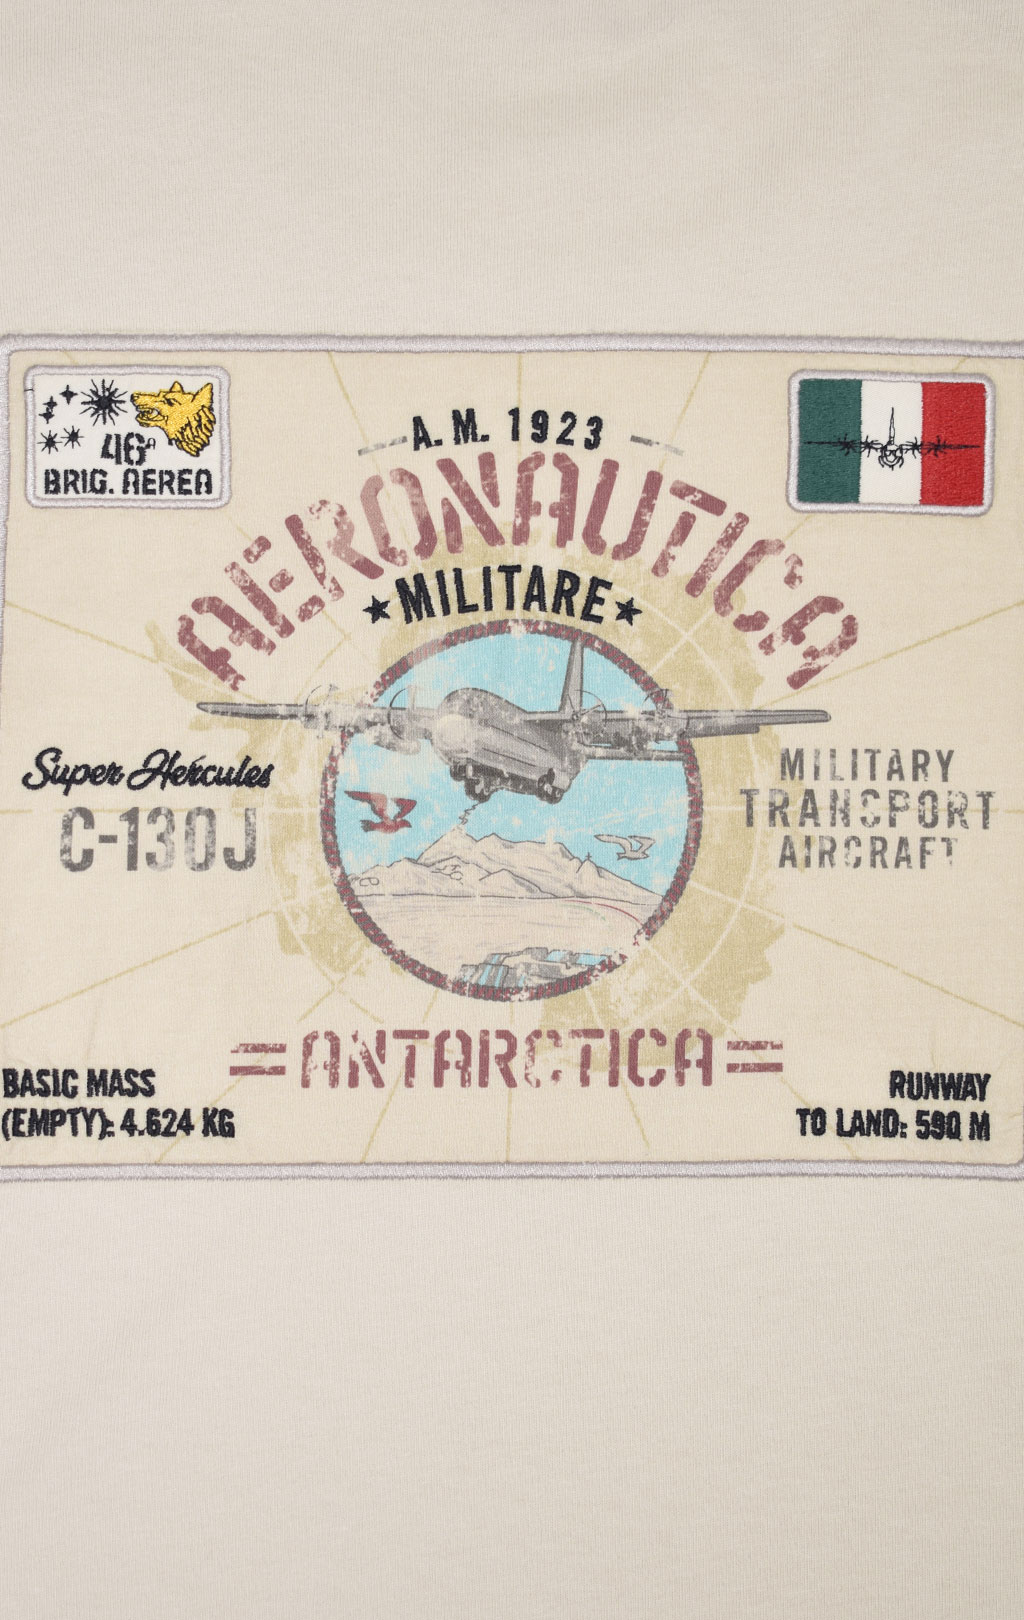 46ª
BRIG. AEREA
A. M. 1923
AERONAUTICA
MILITARE
Super Hercules
C-130J
MILITARY
TRANSPORT
AIRCRAFT
ANTARCTICA
BASIC MASS
(EMPTY): 4.624 KG
RUNWAY
TO LAND: 590 M